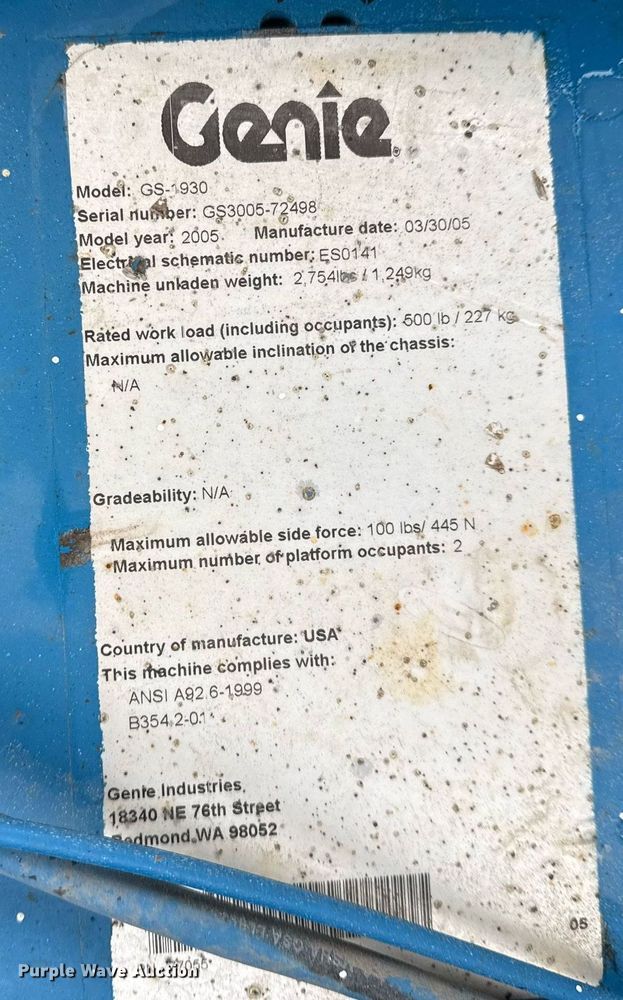 Genie
Model: GS-1930
Serial number: GS3005-72498
Model year: 2005 Manufacture date: 03/30/05
Electrical schematic number: ES0141
Machine unladen weight: 2,754lbs / 1,249kg
Rated work load (including occupants): 500 lb / 227 kg
Maximum allowable inclination of the chassis:
N/A
Gradeability: N/A
Maximum allowable side force: 100 lbs/ 445 N
Maximum number of platform occupants: 2
Country of manufacture: USA
This machine complies with:
ANSI A92.6-1999
B354.2-01
Genie Industries
18340 NE 76th Street
Redmond WA 98052
05
Purple Wave Auction